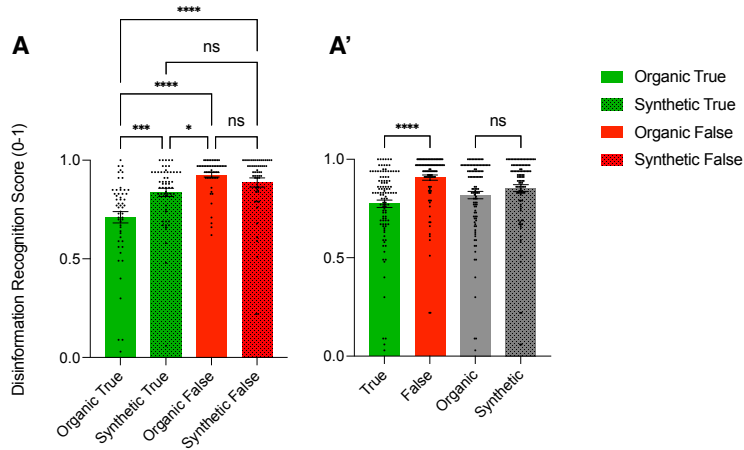 A
****
ns
****
ns
***
*
Disinformation Recognition Score (0-1)
1.0
0.5
0.0
Organic True
Synthetic True
Organic False
Synthetic False
A'
****
ns
1.0
0.5
0.0
True
False
Organic
Synthetic
Organic True
Synthetic True
Organic False
Synthetic False